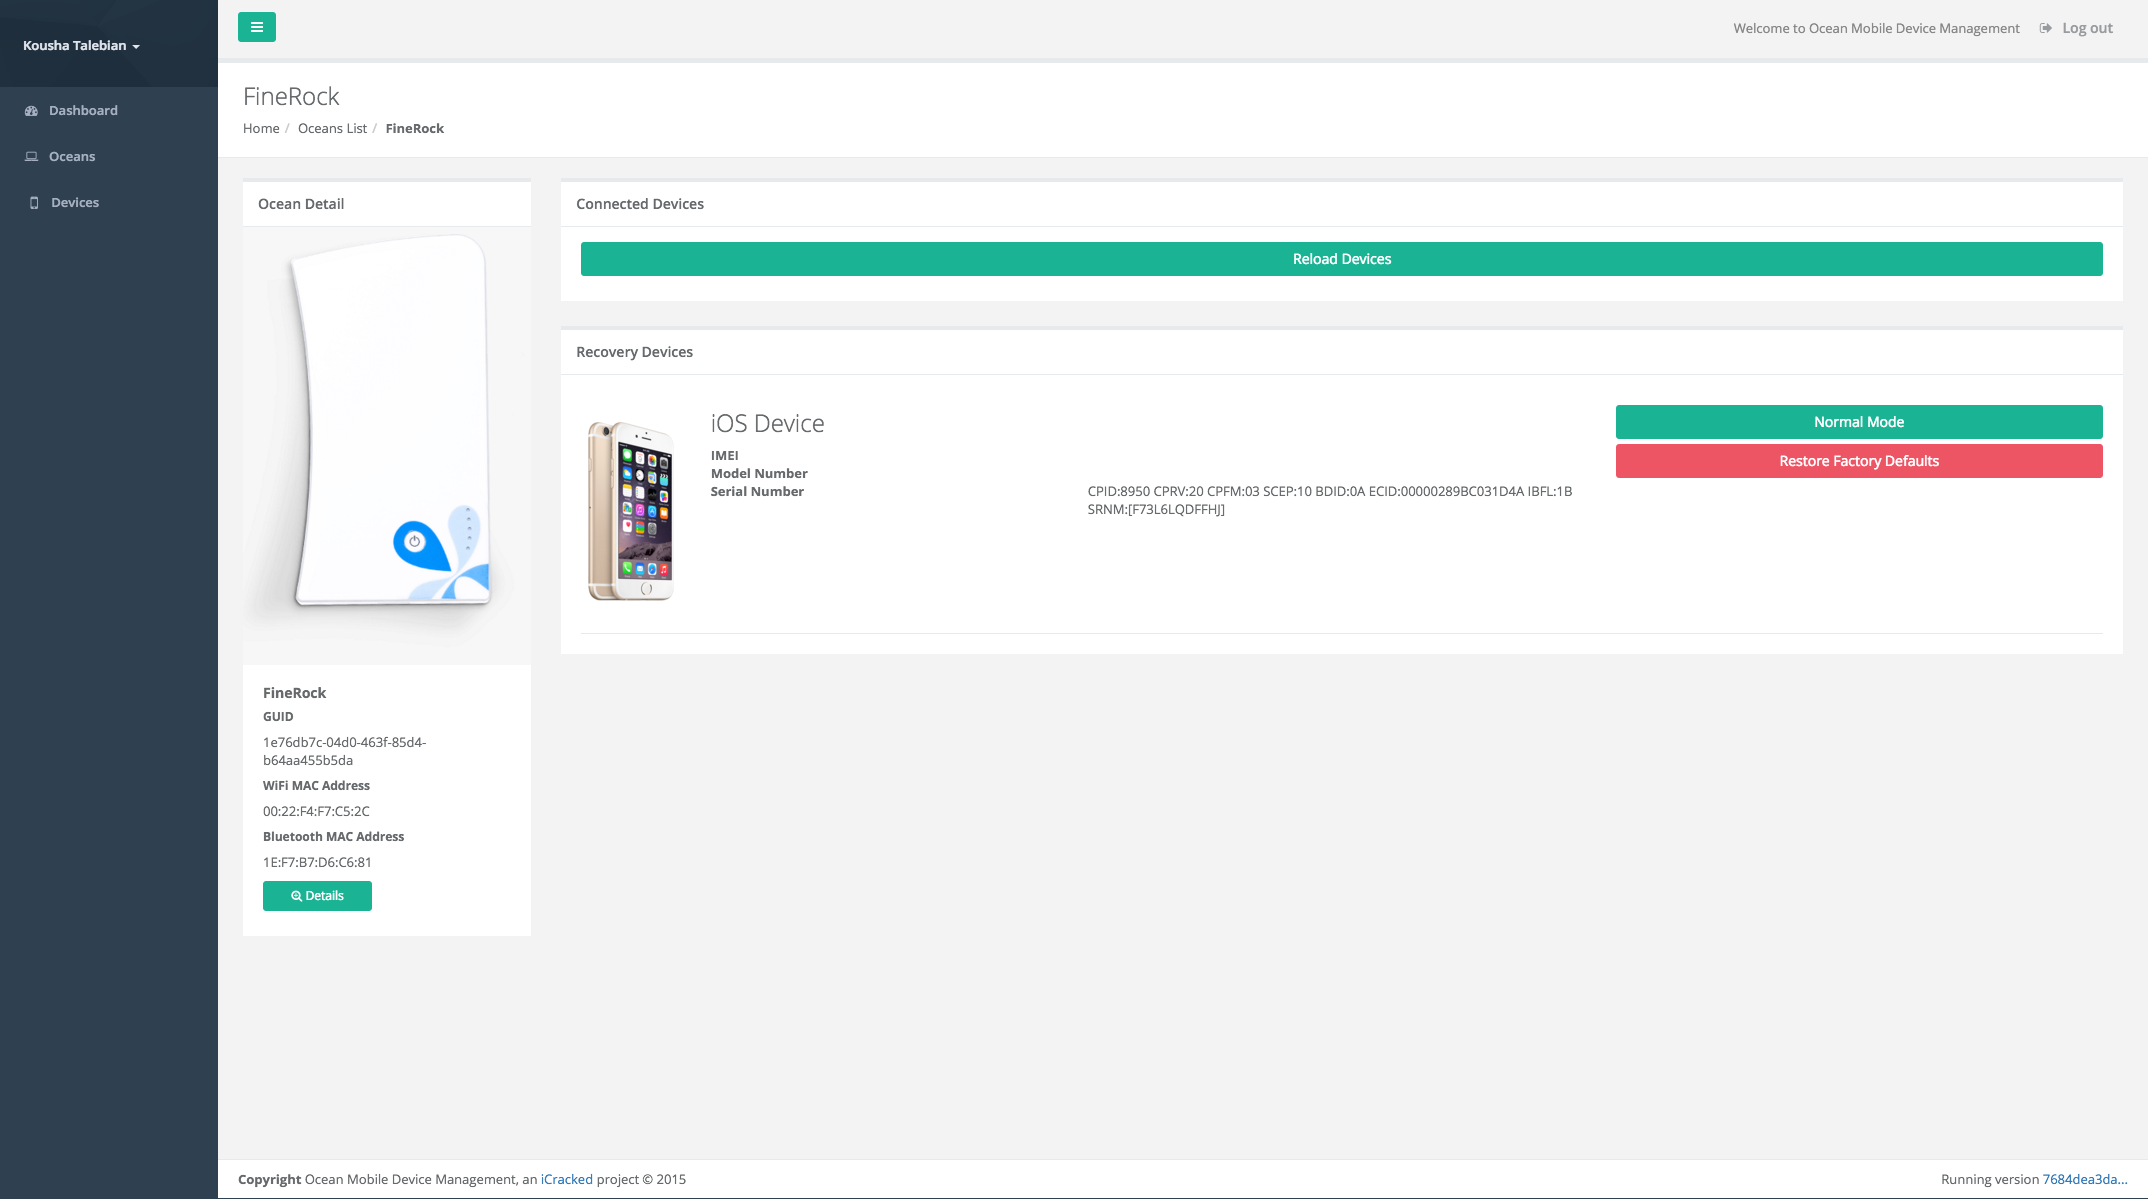 Kousha Talebian
Dashboard
Oceans
Devices
Welcome to Ocean Mobile Device Management
Log out
FineRock
Home / Oceans List / FineRock
Ocean Detail
FineRock
GUID
1e76db7c-04d0-463f-85d4-
b64aa455b5da
WiFi MAC Address
00:22:F4:F7:C5:2C
Bluetooth MAC Address
1E:F7:B7:D6:C6:81
Details
Connected Devices
Reload Devices
Recovery Devices
iOS Device
IMEI
Model Number
Serial Number
CPID:8950 CPRV:20 CPFM:03 SCEP:10 BDID:0A ECID:00000289BC031D4A IBFL:1B
SRNM:[F73L6LQDFFHJ]
Normal Mode
Restore Factory Defaults
Copyright Ocean Mobile Device Management, an iCracked project © 2015
Running version 7684dea3da...